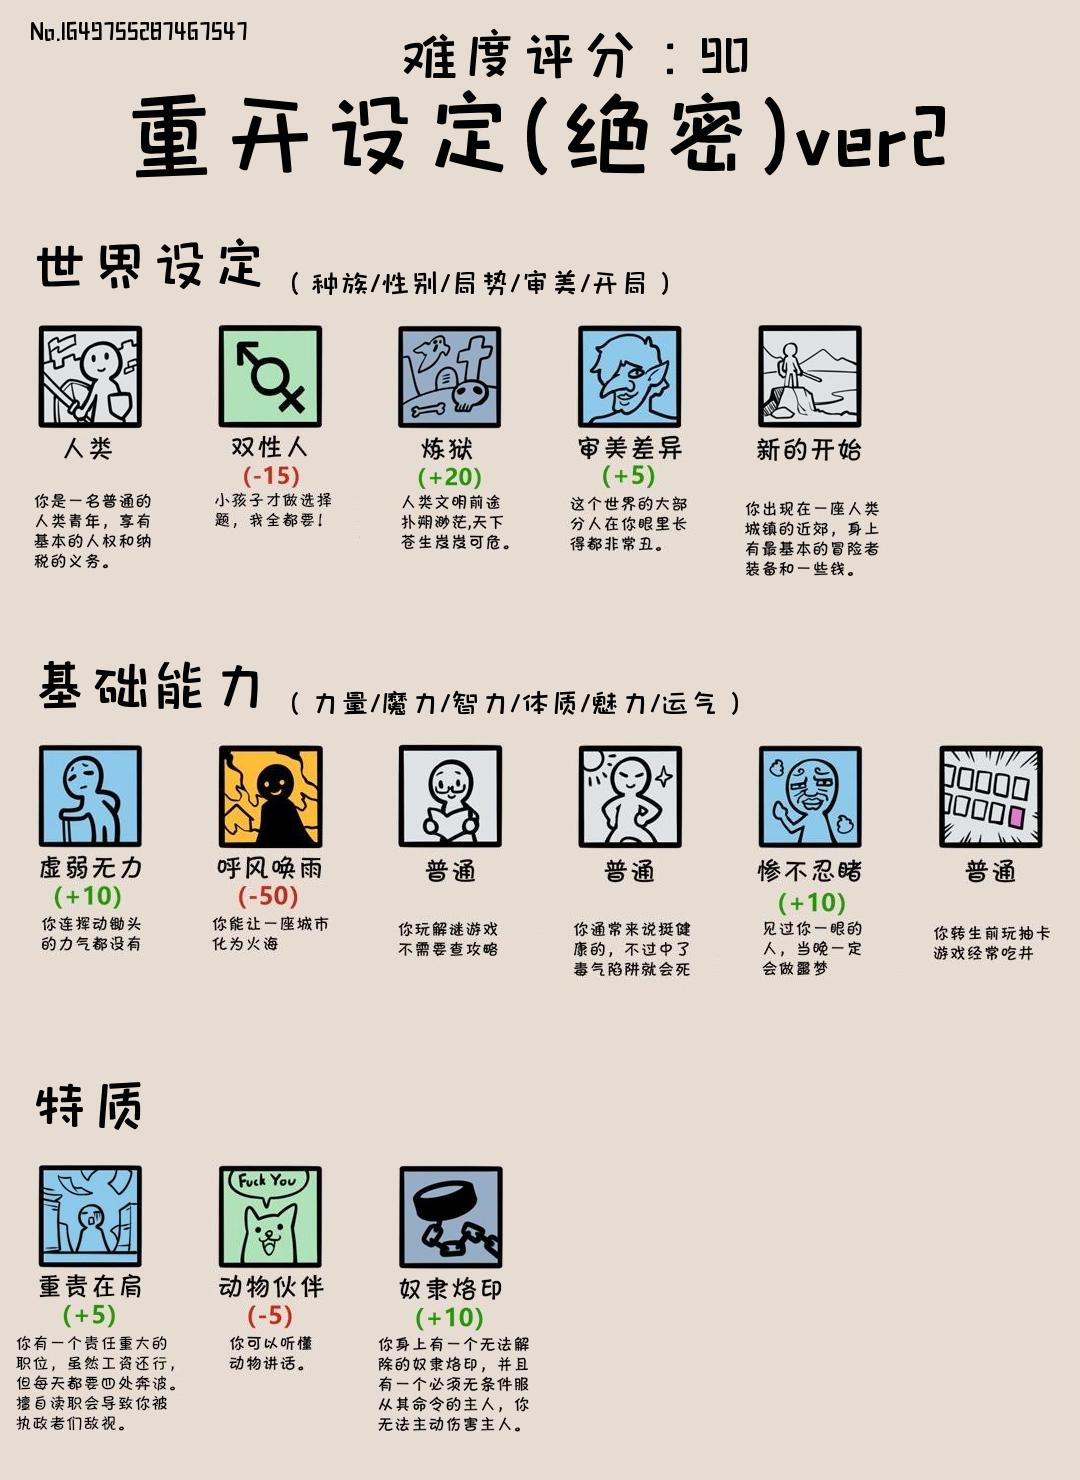 No.1649755287467547
难度评分：90
重开设定(绝密)ver2
世界设定 (种族/性别/局势/审美/开局)
人类
双性人
炼狱
审美差异
新的开始
(-15)
(+20)
(+5)
你是一名普通的
人类青年，享有
基本的人权和纳
税的义务。
小孩子才做选择
题，我全都要！
人类文明前途
扑朔渺茫,天下
苍生岌岌可危。
这个世界的大部
分人在你眼里长
得都非常丑。
你出现在一座人类
城镇的近郊，身上
有最基本的冒险者
装备和一些钱。
基础能力 (力量/魔力/智力/体质/魅力/运气)
虚弱无力
呼风唤雨
普通
普通
惨不忍睹
普通
(+10)
(-50)
(+10)
你连挥动锄头
的力气都没有
你能让一座城市
化为火海
你玩解谜游戏
不需要查攻略
你通常来说挺健
康的，不过中了
毒气陷阱就会死
见过你一眼的
人，当晚一定
会做噩梦
你转生前玩抽卡
游戏经常吃井
特质
Fuck You
重责在肩
动物伙伴
奴隶烙印
(+5)
(-5)
(+10)
你有一个责任重大的
职位，虽然工资还行，
但每天都要四处奔波。
擅自渎职会导致你被
执政者们敌视。
你可以听懂
动物讲话。
你身上有一个无法解
除的奴隶烙印，并且
有一个必须无条件服
从其命令的主人，你
无法主动伤害主人。